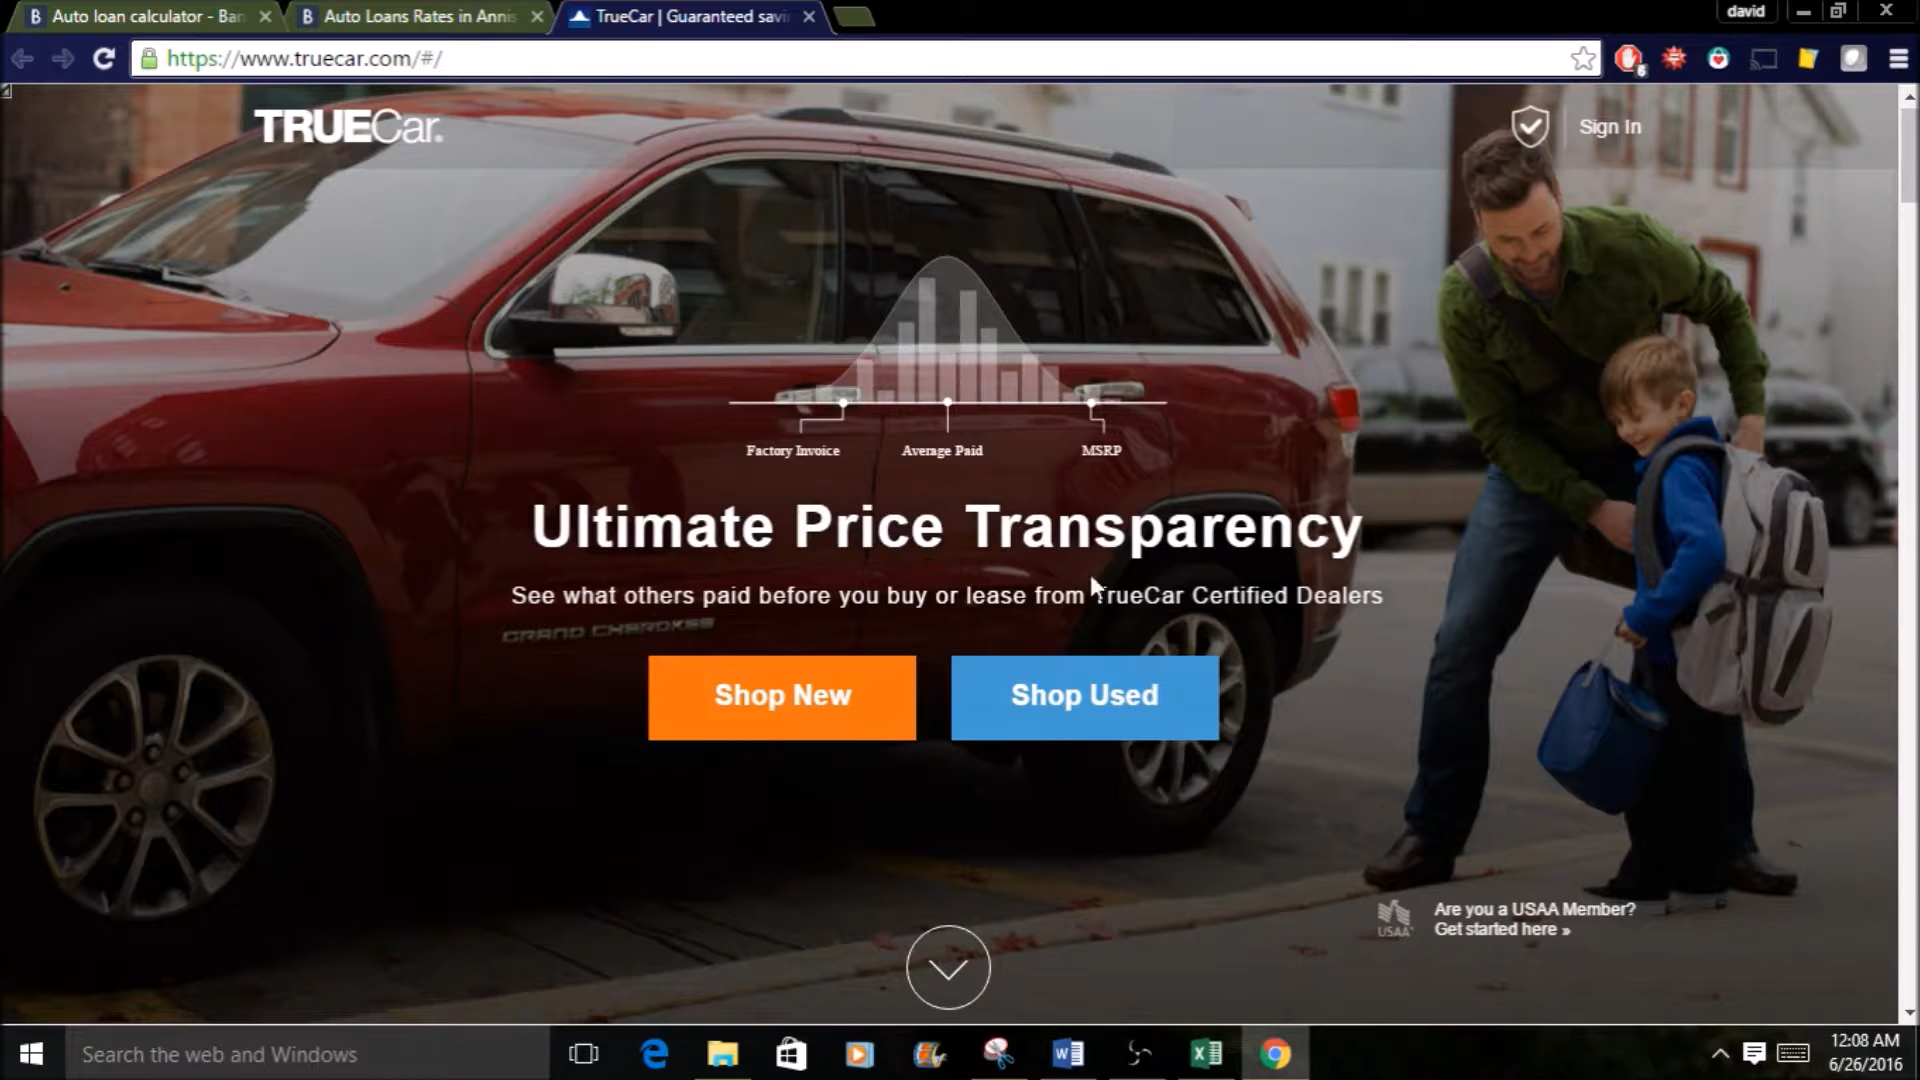 Auto loan calculator - Ban
Auto Loans Rates in Annis
TrueCar | Guaranteed savi
david
https://www.truecar.com/#/
6
TRUECar.
Sign In
Factory Invoice
Average Paid
MSRP
Ultimate Price Transparency
See what others paid before you buy or lease from TrueCar Certified Dealers
GRAND CHEROKEE
Shop New
Shop Used
USAA
Are you a USAA Member?
Get started here »
Search the web and Windows
12:08 AM
6/26/2016